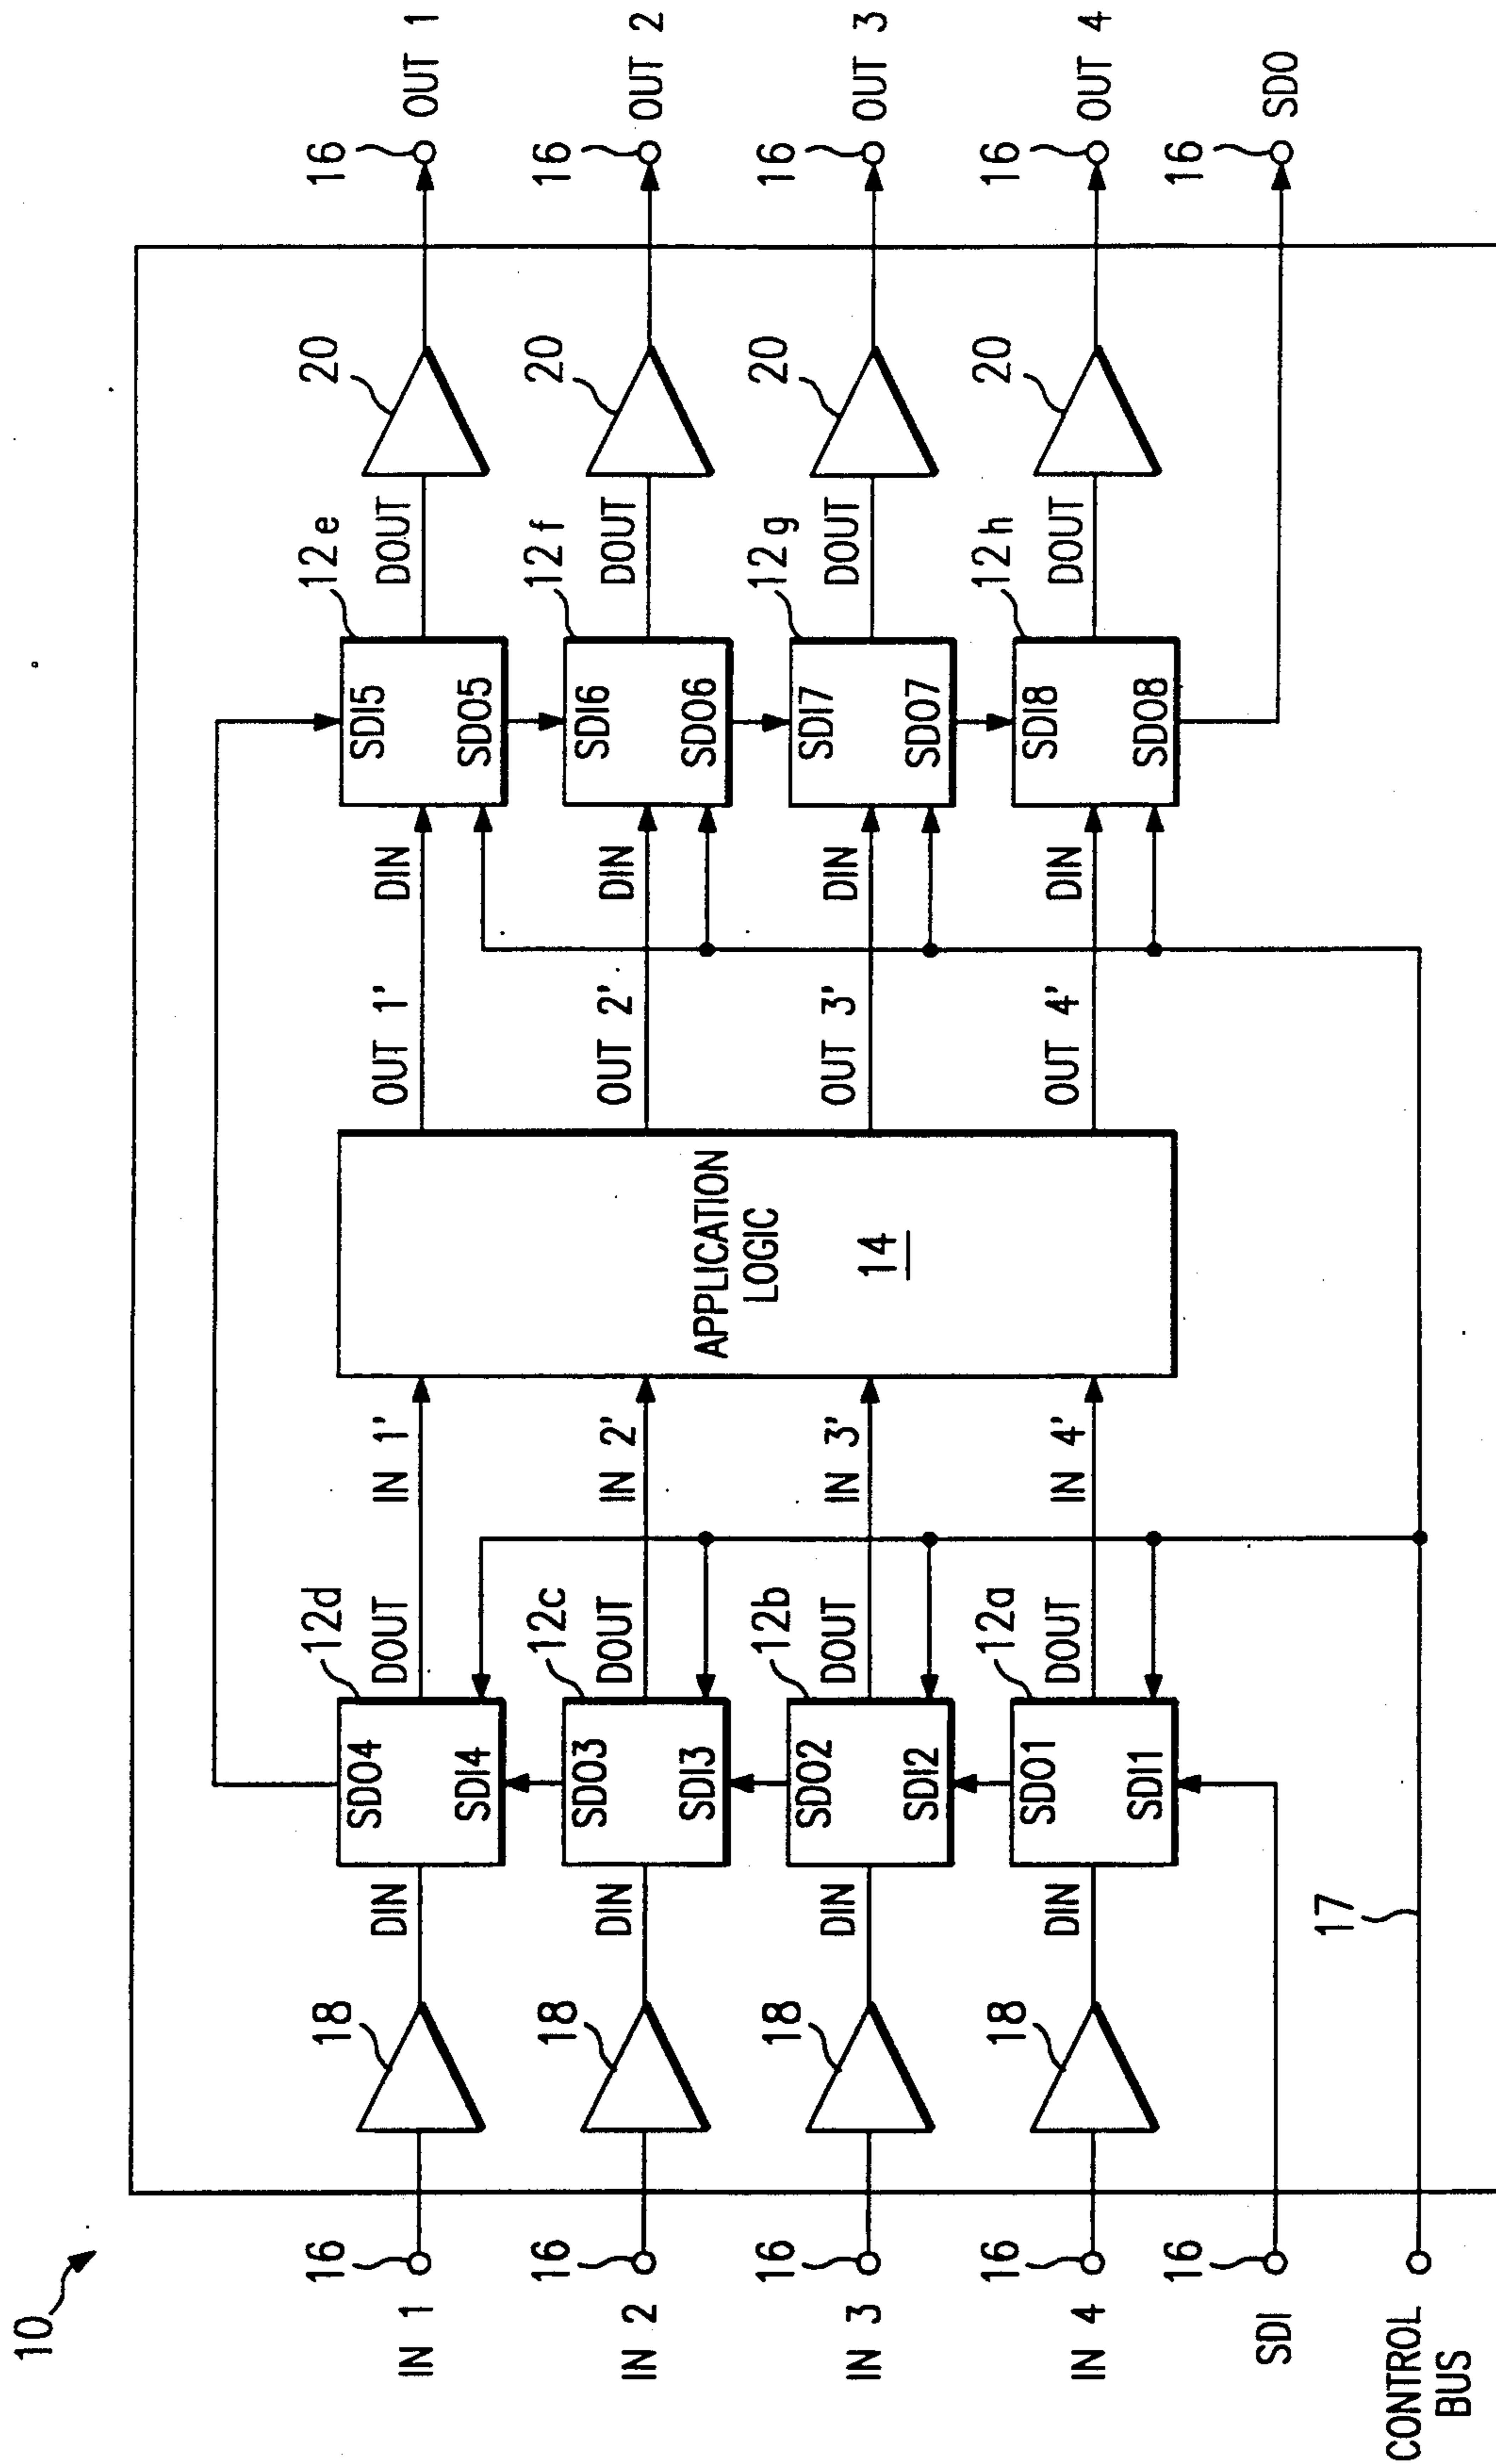 10
16
IN 1
18
DIN
SDO4
SDI4
12d
DOUT
IN 1'
OUT 1'
DIN
SDI5
SDO5
12e
DOUT
20
16
OUT 1
16
IN 2
18
DIN
SDO3
SDI3
12c
DOUT
IN 2'
OUT 2'
DIN
SDI6
SDO6
12f
DOUT
20
16
OUT 2
16
IN 3
18
DIN
SDO2
SDI2
12b
DOUT
IN 3'
OUT 3'
DIN
SDI7
SDO7
12g
DOUT
20
16
OUT 3
16
IN 4
18
DIN
SDO1
SDI1
12a
DOUT
IN 4'
OUT 4'
DIN
SDI8
SDO8
12h
DOUT
20
16
OUT 4
APPLICATION
LOGIC
14
16
SDI
16
SDO
17
CONTROL
BUS